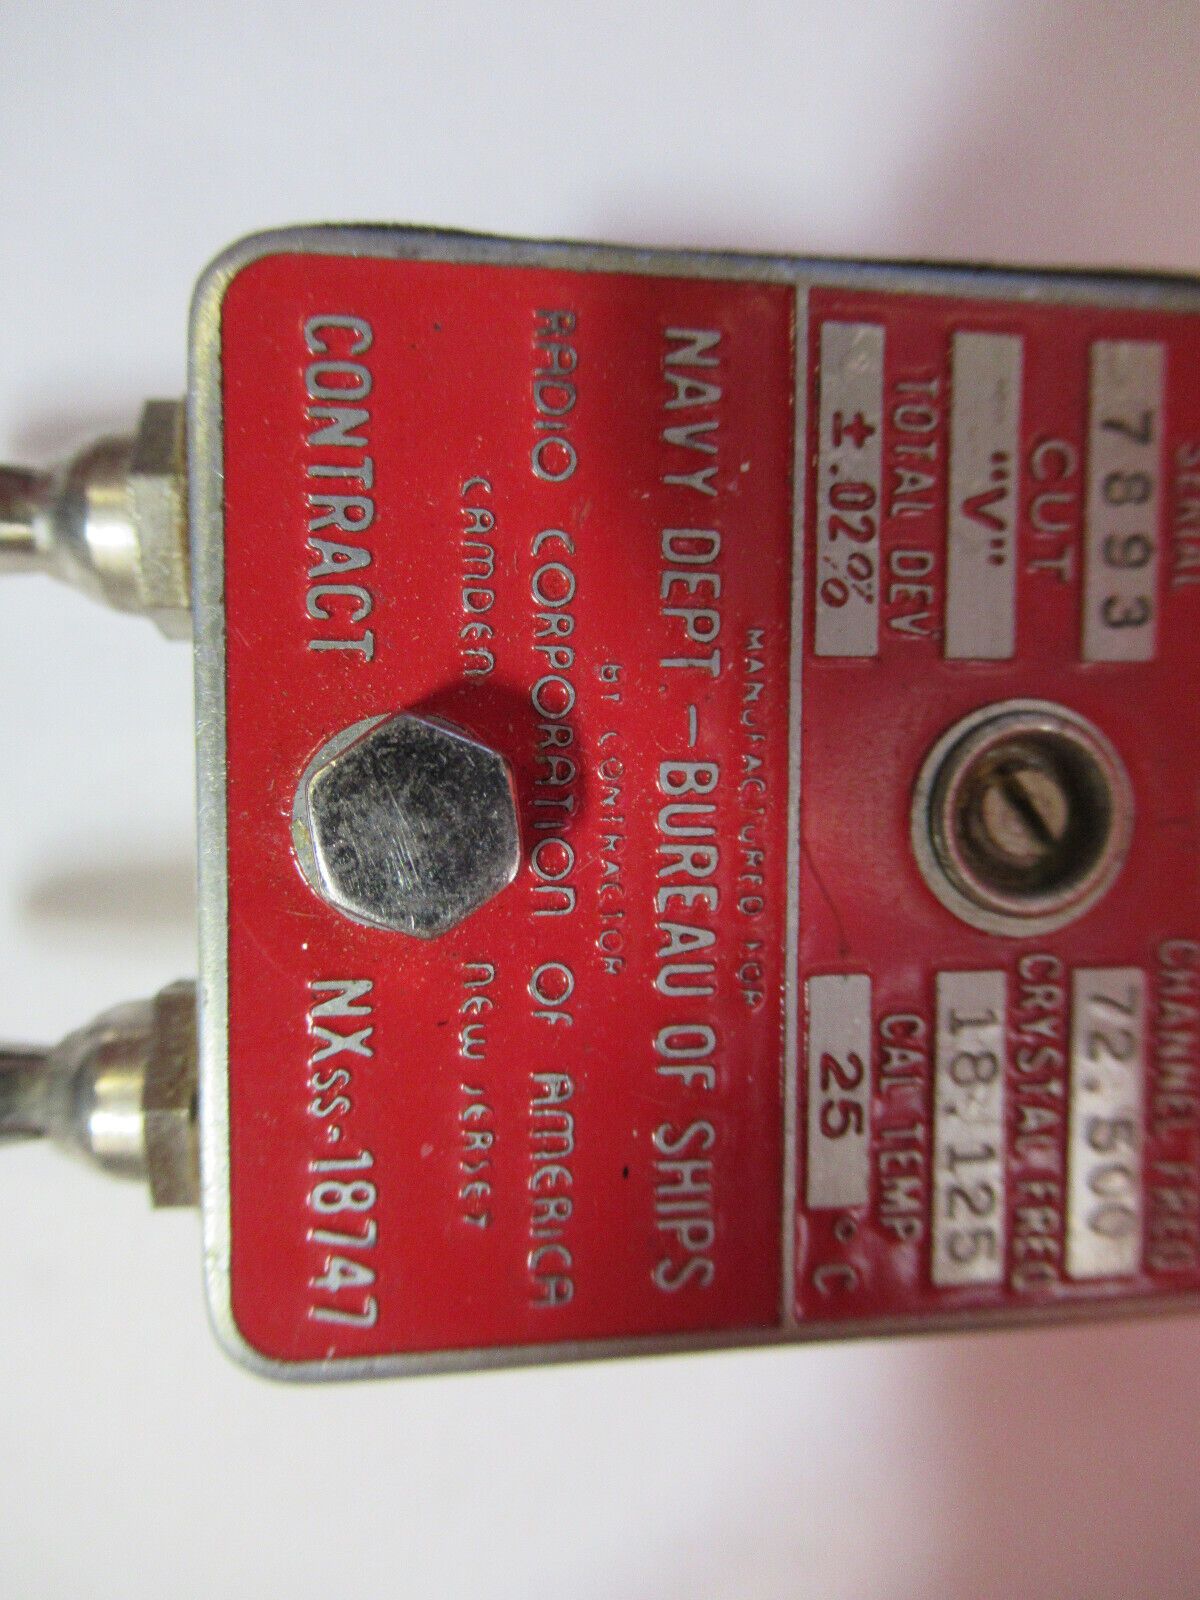 SERIAL CHANNEL FREQ
7893 72.500
CUT CRYSTAL FREQ
"V" 18.125
TOTAL DEV CAL TEMP
±.02% 25 °C
MANUFACTURED FOR
NAVY DEPT.-BUREAU OF SHIPS
BY CONTRACTOR
RADIO CORPORATION OF AMERICA
CAMDEN NEW JERSEY
CONTRACT NXSS-18747